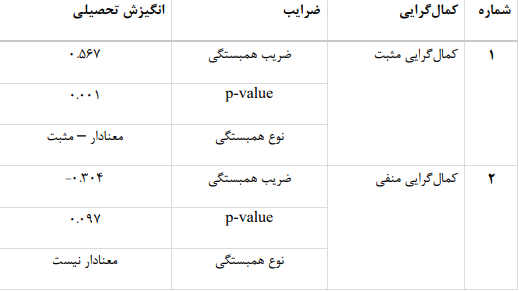 شماره کمال‌گرایی ضرایب انگیزش تحصیلی
۱ کمال‌گرایی مثبت ضریب همبستگی ۰.۵۶۷
p-value ۰.۰۰۱
نوع همبستگی معنادار – مثبت
۲ کمال‌گرایی منفی ضریب همبستگی ۰.۳۰۴-
p-value ۰.۰۹۷
نوع همبستگی معنادار نیست